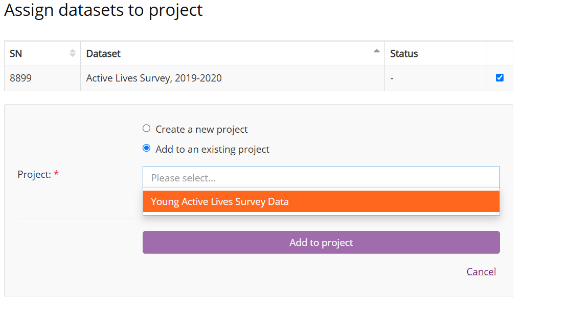 Assign datasets to project
SN Dataset Status
8899 Active Lives Survey, 2019-2020 -
Create a new project
Add to an existing project
Project: *
Please select...
Young Active Lives Survey Data
Add to project
Cancel